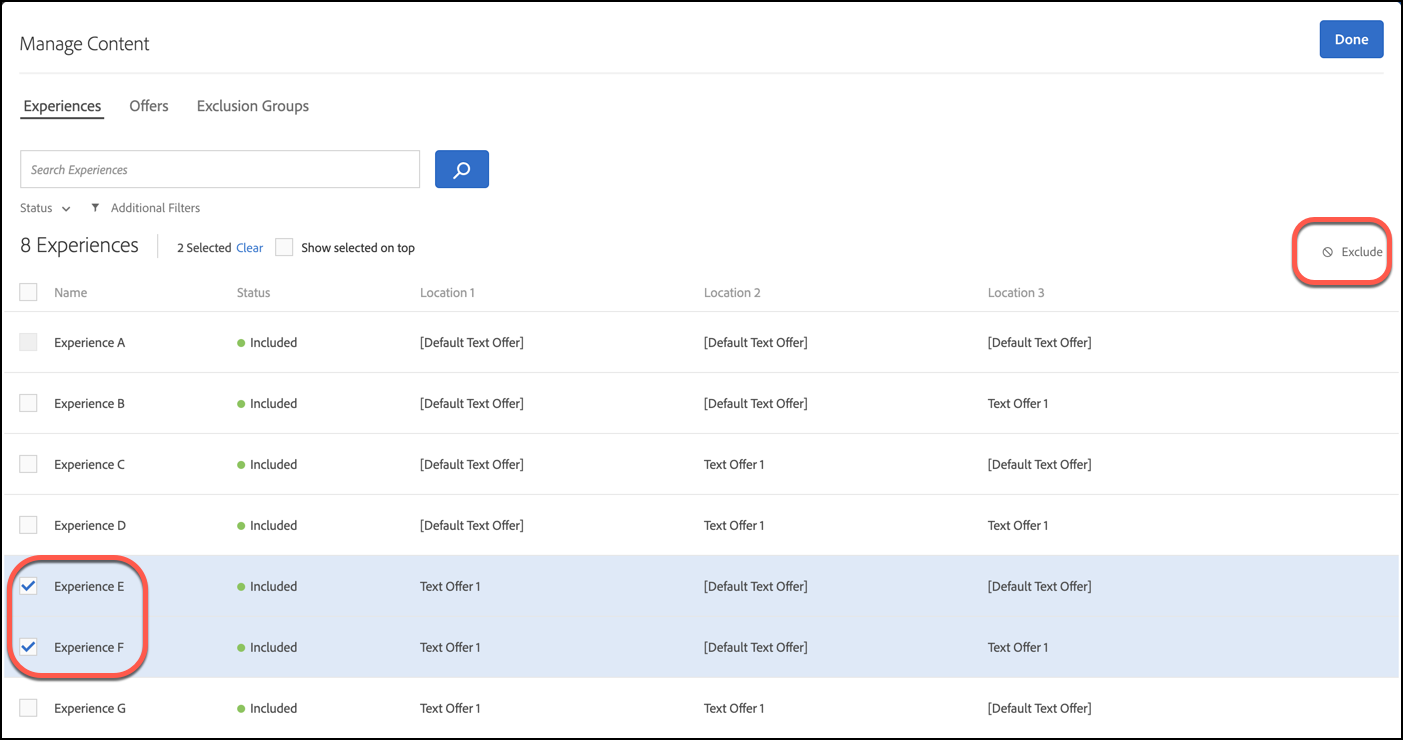 Manage Content
Done
Experiences Offers Exclusion Groups
Search Experiences
Status Additional Filters
8 Experiences 2 Selected Clear Show selected on top Exclude
Name Status Location 1 Location 2 Location 3
Experience A Included [Default Text Offer] [Default Text Offer] [Default Text Offer]
Experience B Included [Default Text Offer] [Default Text Offer] Text Offer 1
Experience C Included [Default Text Offer] Text Offer 1 [Default Text Offer]
Experience D Included [Default Text Offer] Text Offer 1 Text Offer 1
Experience E Included Text Offer 1 [Default Text Offer] [Default Text Offer]
Experience F Included Text Offer 1 [Default Text Offer] Text Offer 1
Experience G Included Text Offer 1 Text Offer 1 [Default Text Offer]